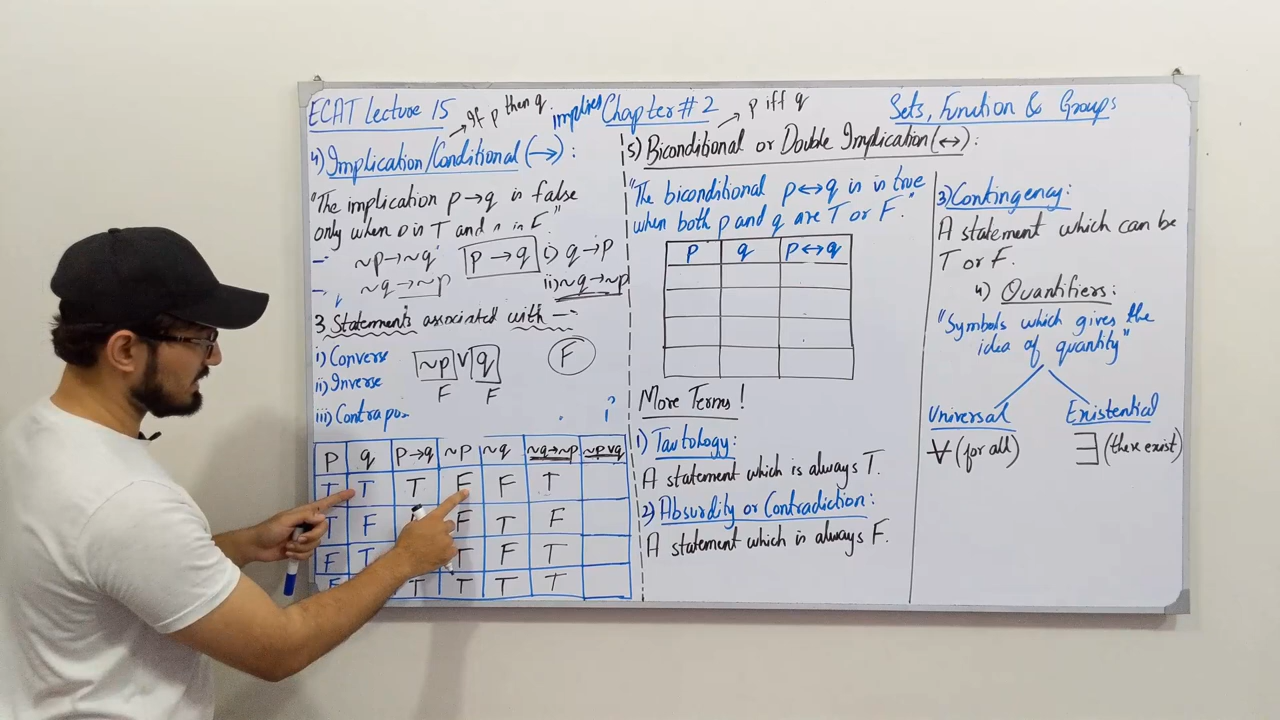 ECAT Lecture 15
If p then q
implies
Chapter # 2
p iff q
Sets, Function & Groups
4) Implication/Conditional (→):
"The implication p→q is false
only when p is T and q is F."
~p→~q
p→q
i) q→p
~q→~p
ii) ~q→~p
3 Statements associated with
i) Converse
ii) Inverse
iii) Contrapos
~p V q
F F
F
p q p→q ~p ~q ~q→~p ~p v q
T T T F F T
T F F T F
F T T F T
F T T T T
5) Biconditional or Double Implication (↔):
"The biconditional p↔q is is true
when both p and q are T or F."
p q p↔q
More Terms!
1) Tautology:
A statement which is always T.
2) Absurdity or Contradiction:
A statement which is always F.
3) Contingency:
A statement which can be
T or F.
4) Quantifiers:
"Symbols which gives the
idea of quantity"
Universal
∀ (for all)
Existential
∃ (there exist)